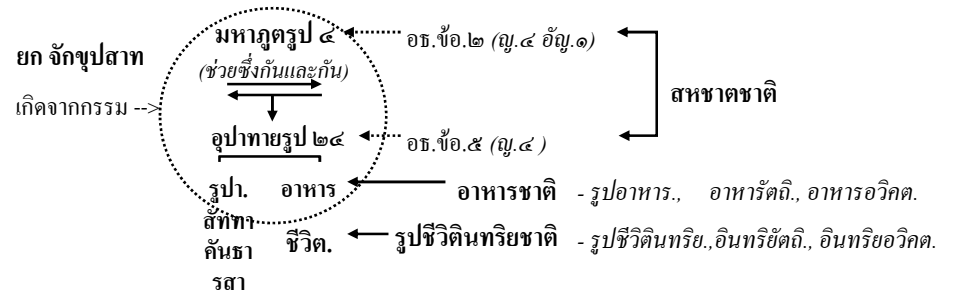 มหาภูตรูป ๔ อธ.ข้อ.๒ (ญ.๔ อัญ.๑)
ยก จักขุปสาท
(ช่วยซึ่งกันและกัน)
เกิดจากกรรม -->
สหชาตชาติ
อุปาทายรูป ๒๔ อธ.ข้อ.๕ (ญ.๔ )
รูปา. อาหาร อาหารชาติ - รูปอาหาร., อาหารัตถิ., อาหารอวิคต.
สัททา
ชีวิต. รูปชีวิตินทริยชาติ - รูปชีวิตินทริย.,อินทริยัตถิ., อินทริยอวิคต.
คันธา
รสา